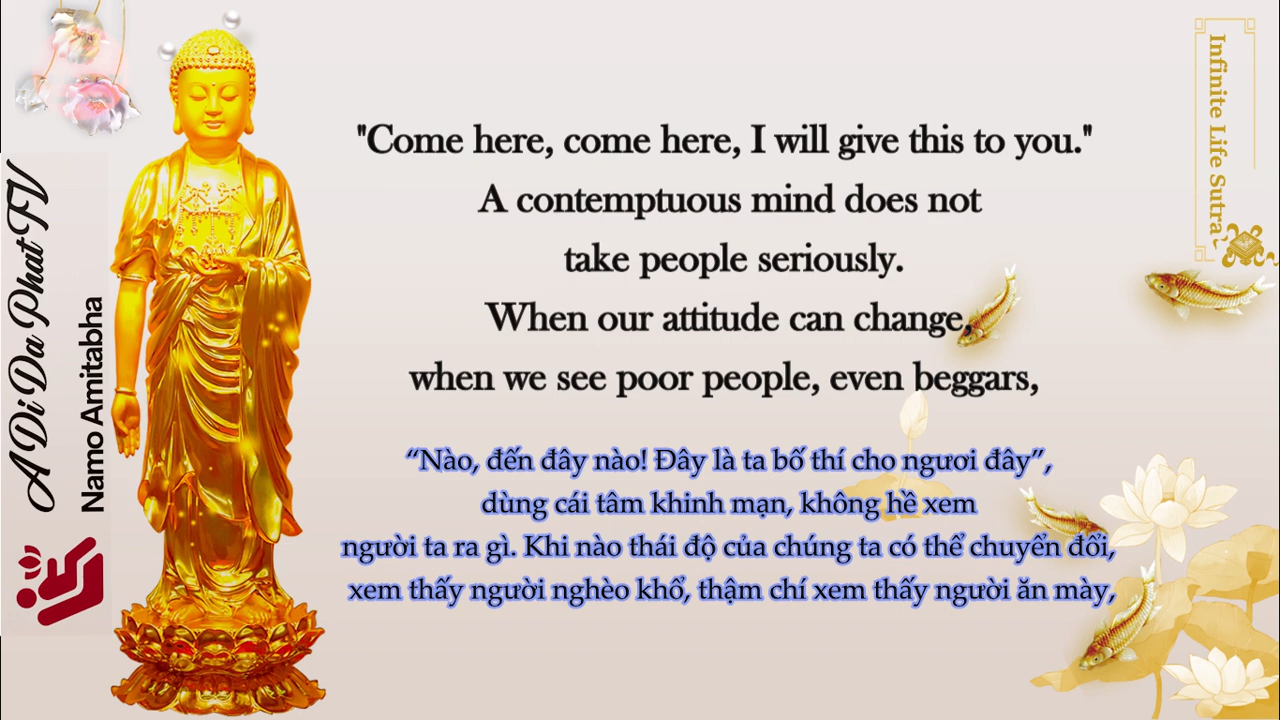 A Di Da Phat TV
Namo Amitabha
"Come here, come here, I will give this to you."
A contemptuous mind does not
take people seriously.
When our attitude can change,
when we see poor people, even beggars,
“Nào, đến đây nào! Đây là ta bố thí cho ngươi đây”,
dùng cái tâm khinh mạn, không hề xem
người ta ra gì. Khi nào thái độ của chúng ta có thể chuyển đổi,
xem thấy người nghèo khổ, thậm chí xem thấy người ăn mày,
Infinite Life Sutra